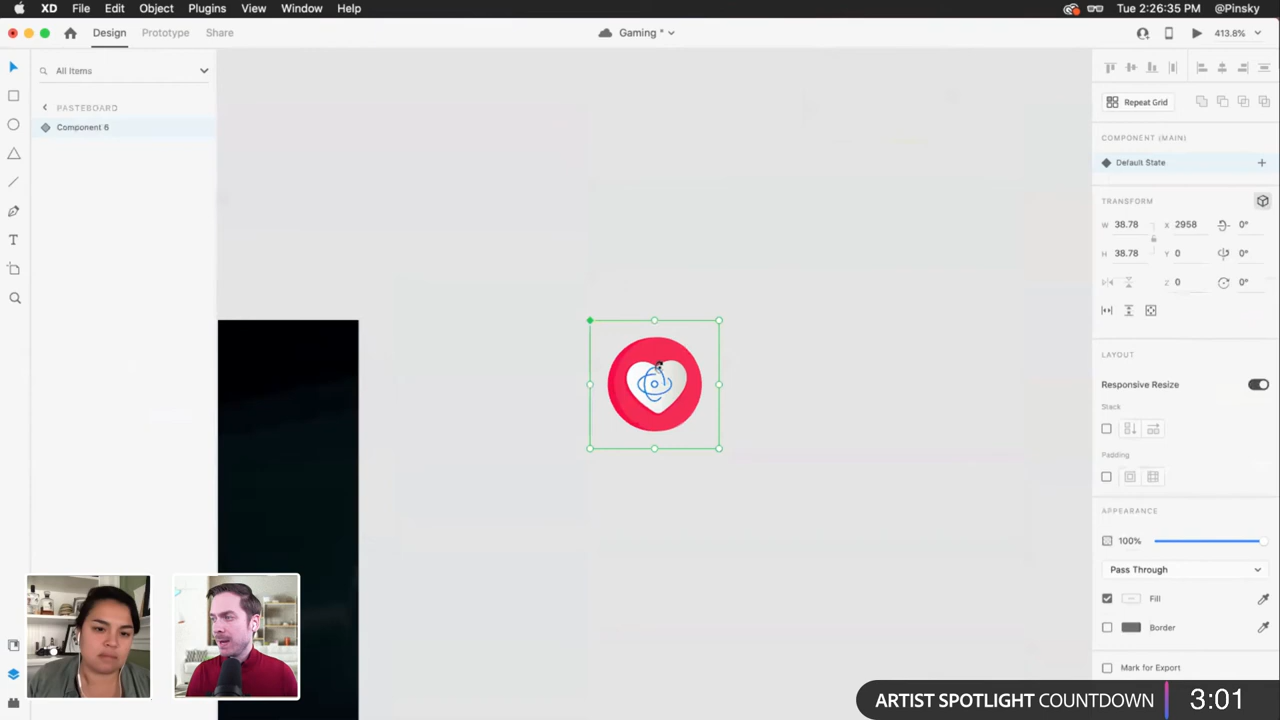 XD File Edit Object Plugins View Window Help Tue 2:26:35 PM @Pinsky
Design Prototype Share Gaming * 413.8%
All Items
PASTEBOARD
Component 6
Repeat Grid
COMPONENT (MAIN)
Default State
TRANSFORM
W 38.78 X 2958 0°
H 38.78 Y 0 0°
Z 0 0°
LAYOUT
Responsive Resize
Stack
Padding
APPEARANCE
100%
Pass Through
Fill
Border
Mark for Export
ARTIST SPOTLIGHT COUNTDOWN 3:01